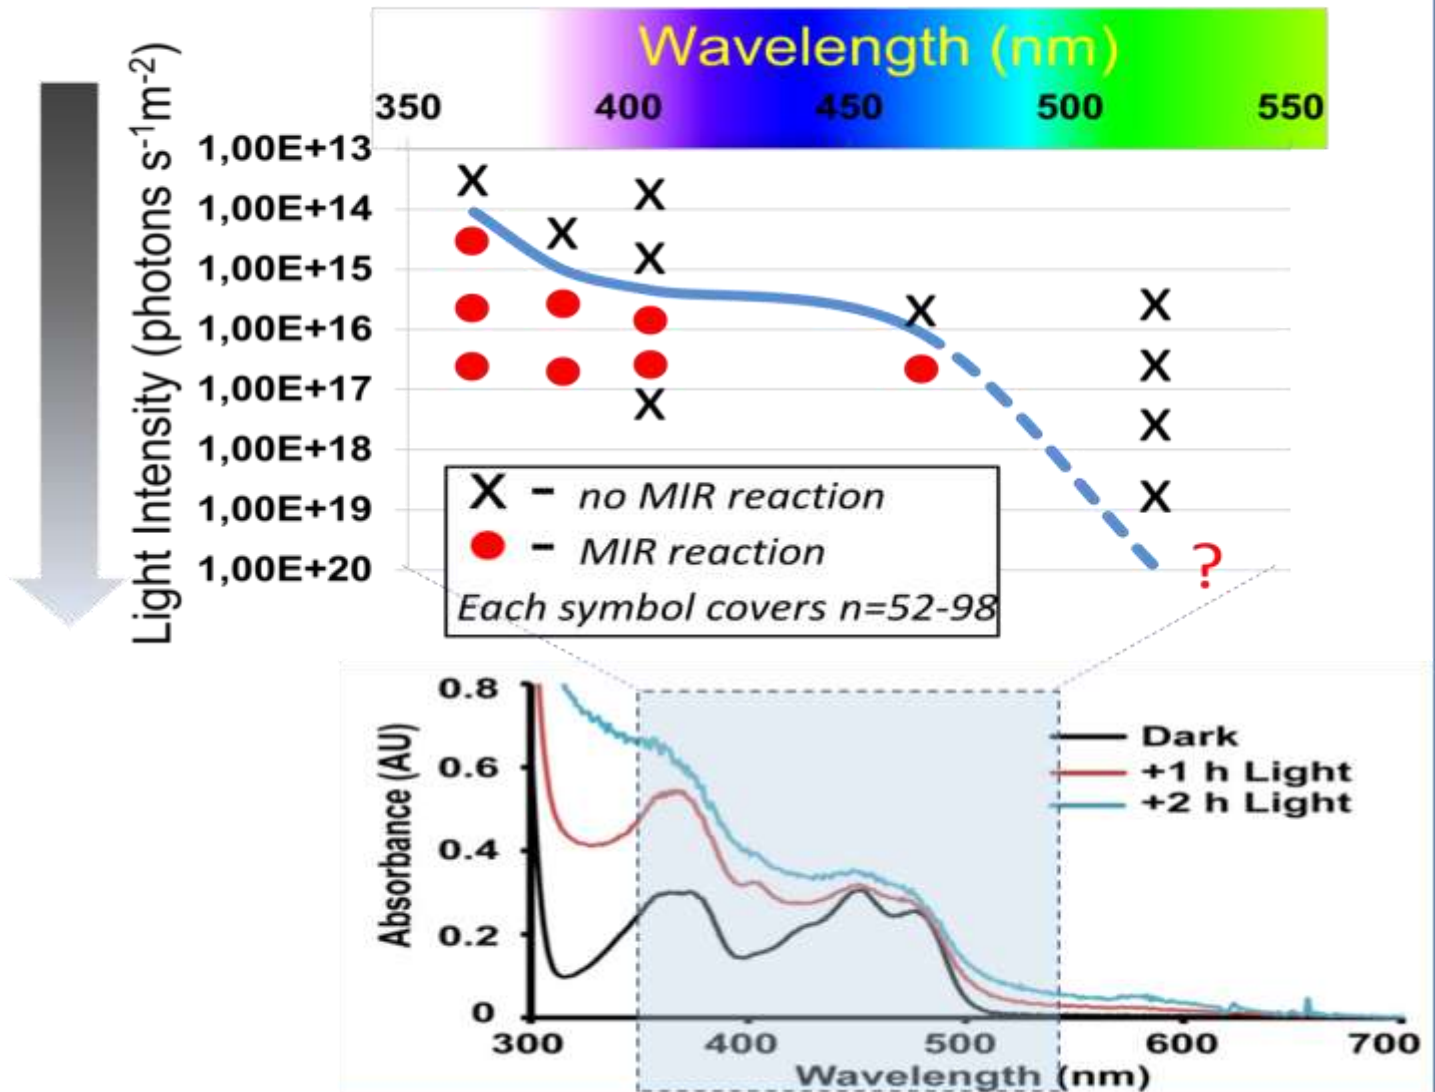 Wavelength (nm)
350 400 450 500 550
Light Intensity (photons s⁻¹m⁻²)
1,00E+13
1,00E+14
1,00E+15
1,00E+16
1,00E+17
1,00E+18
1,00E+19
1,00E+20
X - no MIR reaction
- MIR reaction
Each symbol covers n=52-98
?
Absorbance (AU)
0.8
0.6
0.4
0.2
0
Dark
+1 h Light
+2 h Light
300 400 500 600 700
Wavelength (nm)